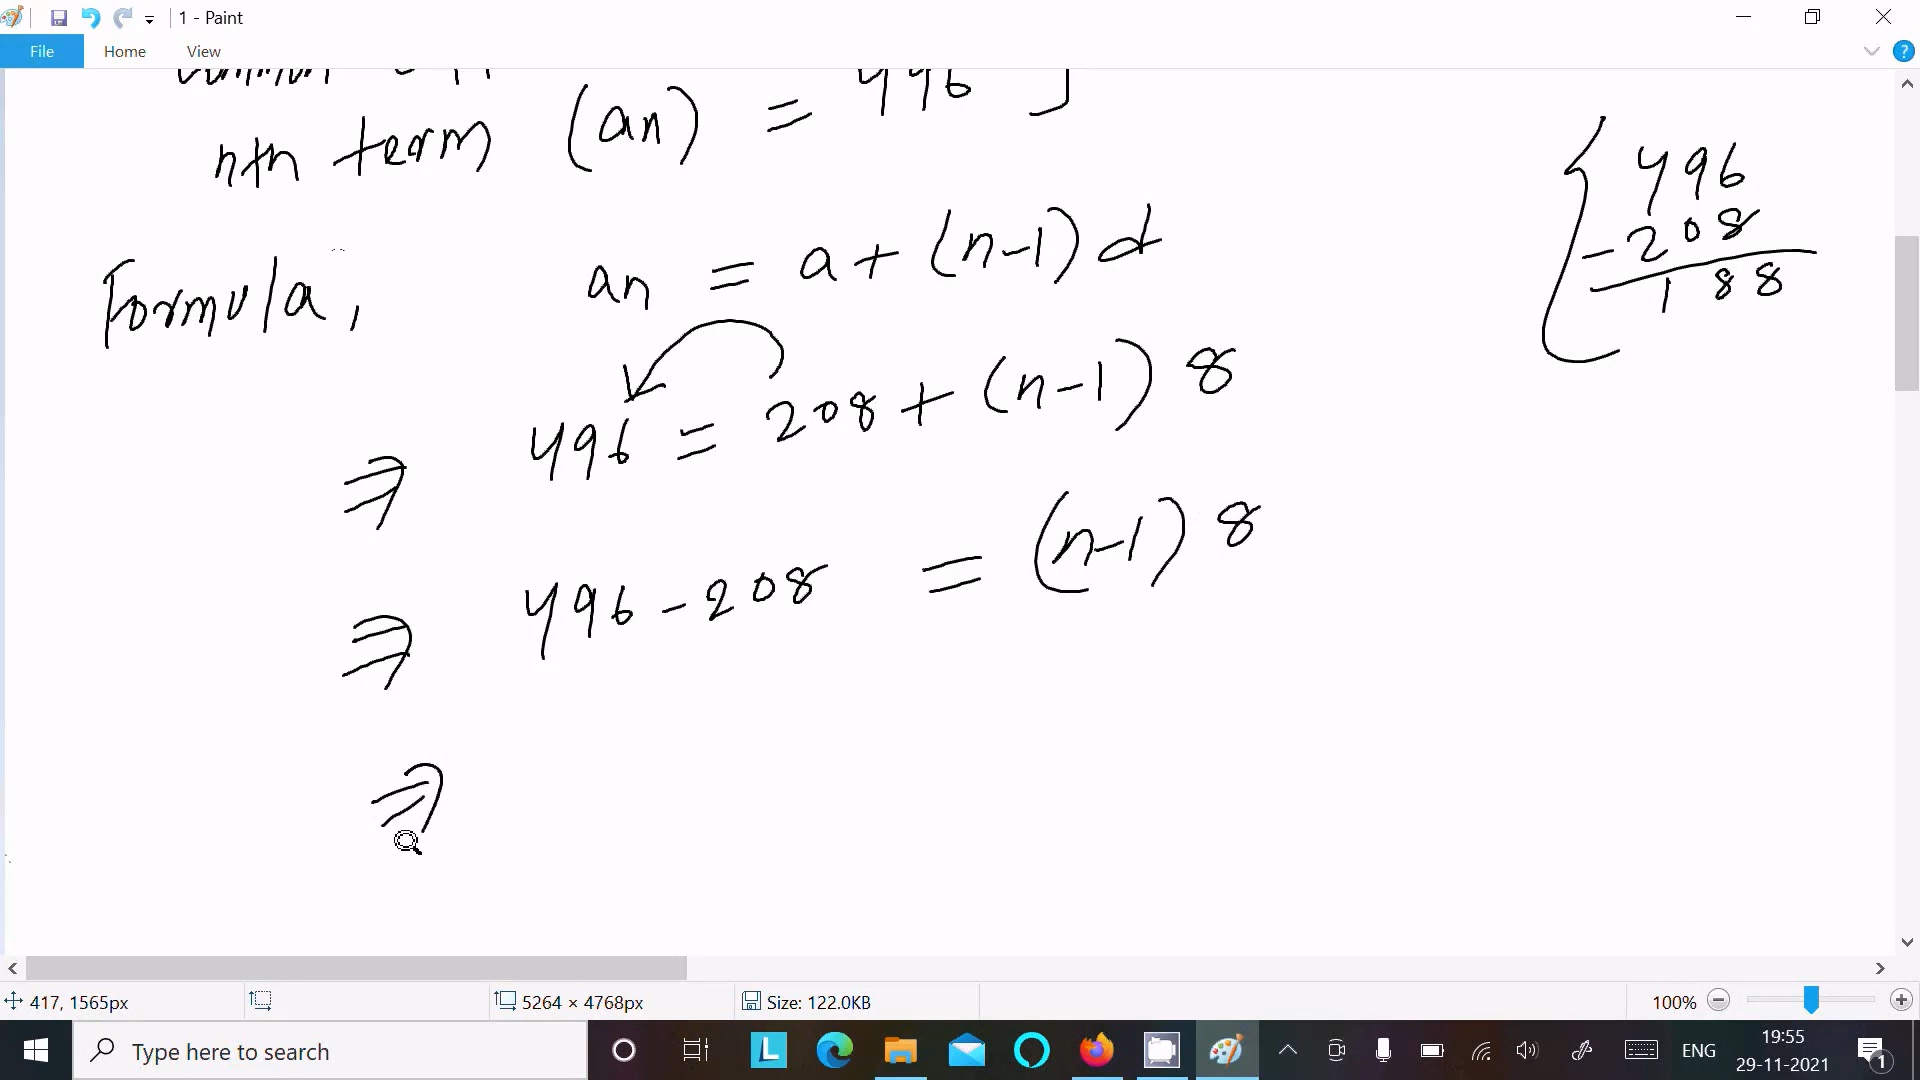 1 - Paint
File Home View
nth term (an) = 496
Formula, an = a + (n-1) d
⇒ 496 = 208 + (n-1) 8
⇒ 496 - 208 = (n-1) 8
⇒
496
- 208
188
417, 1565px
5264 × 4768px
Size: 122.0KB
100%
Type here to search
L
ENG
19:55
29-11-2021
1